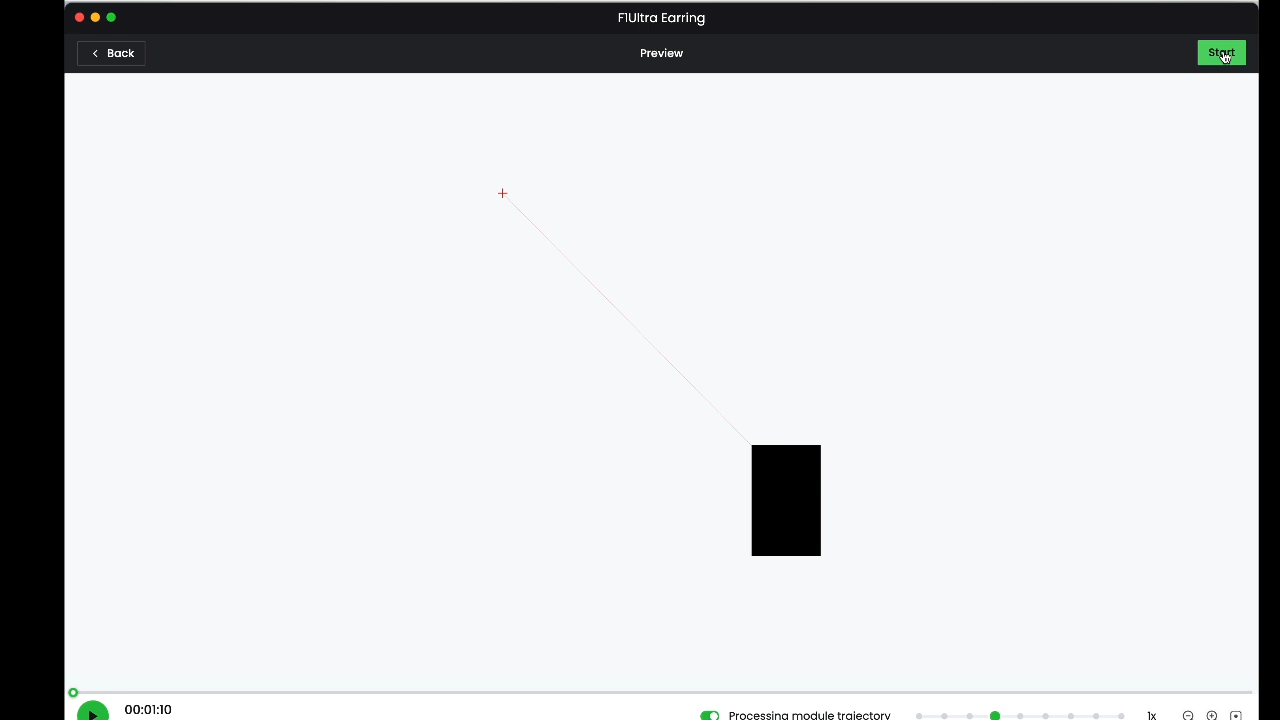 F1Ultra Earring
Back
Preview
Start
00:01:10
Processing module trajectory
1x